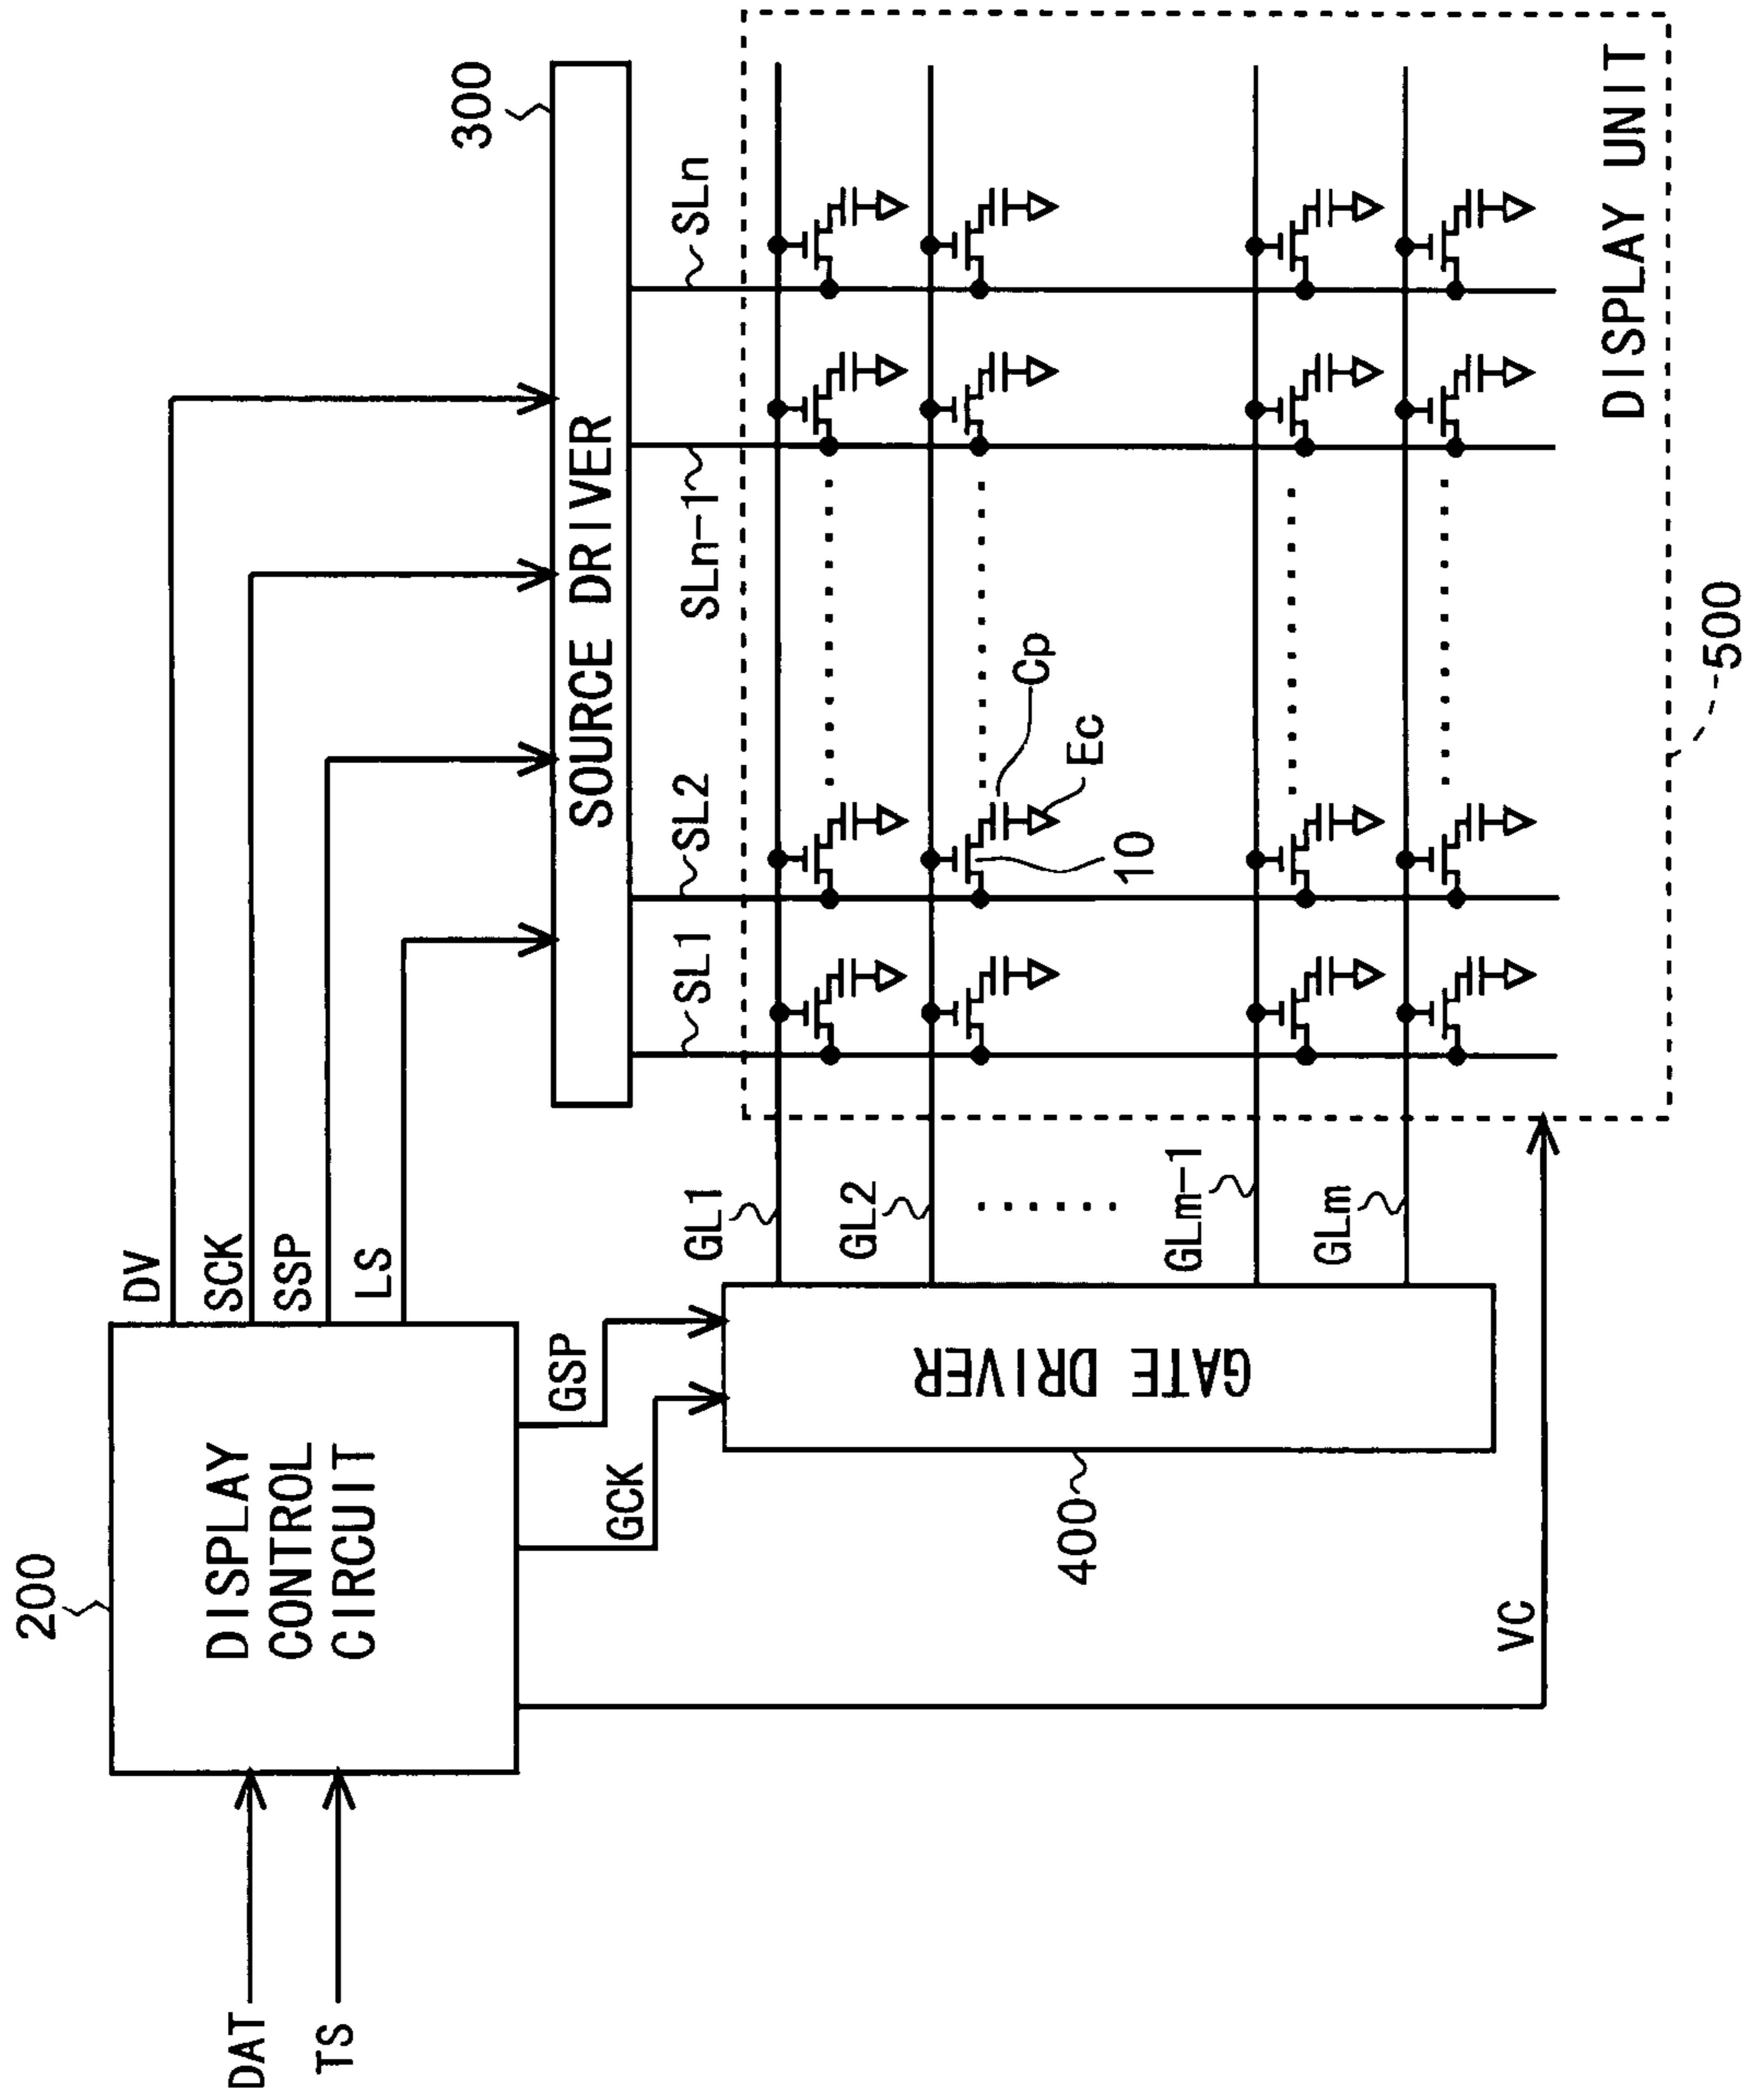 200
DISPLAY
CONTROL
CIRCUIT
DAT
TS
DV
SCK
SSP
LS
GSP
GCK
VC
300
SOURCE DRIVER
400
GATE DRIVER
SL1
SL2
SLn-1
SLn
GL1
GL2
GLm-1
GLm
10
Cp
Ec
DISPLAY UNIT
500